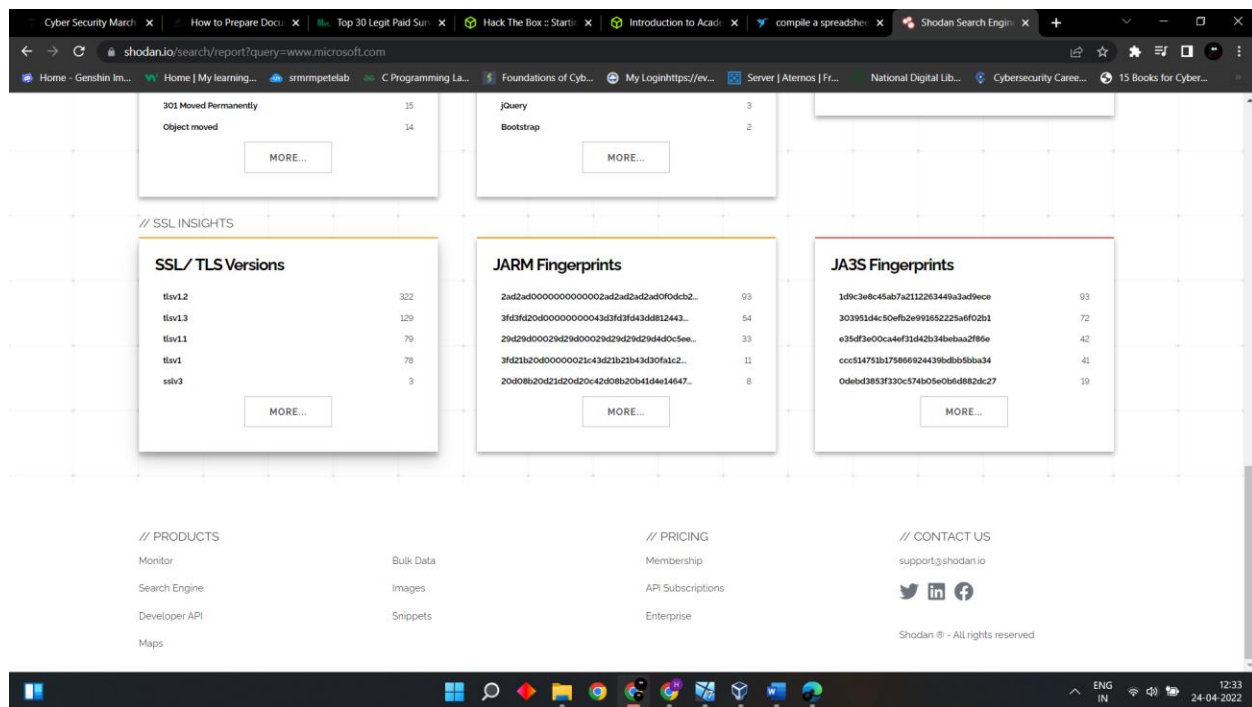 Cyber Security March
How to Prepare Docu
Top 30 Legit Paid Surv
Hack The Box :: Startin
Introduction to Acade
compile a spreadshee
Shodan Search Engin
shodan.io/search/report?query=www.microsoft.com
Home - Genshin Im...
Home | My learning...
srmrmpetelab
C Programming La...
Foundations of Cyb...
My Loginhttps://ev...
Server | Aternos | Fr...
National Digital Lib...
Cybersecurity Caree...
15 Books for Cyber...
301 Moved Permanently 15
Object moved 14
MORE...
jQuery 3
Bootstrap 2
MORE...
// SSL INSIGHTS
SSL/TLS Versions
tlsv1.2 322
tlsv1.3 129
tlsv1.1 79
tlsv1 78
sslv3 3
MORE...
JARM Fingerprints
2ad2ad0000000000002ad2ad2ad2ad0f0dcb2... 93
3fd3fd20d00000000043d3fd3fd43dd812443... 54
29d29d00029d29d00029d29d29d29d4d0c5ee... 33
3fd21b20d00000021c43d21b21b43d30fa1c2... 11
20d08b20d21d20d20c42d08b20b41d4e14647... 8
MORE...
JA3S Fingerprints
1d9c3e8c45ab7a2112263449a3ad9ece 93
303951d4c50efb2e991652225a6f02b1 72
e35df3e00ca4ef31d42b34bebaa2f86e 42
ccc514751b175866924439bdbb5bba34 41
0debd3853f330c574b05e0b6d882dc27 19
MORE...
// PRODUCTS
Monitor
Search Engine
Developer API
Maps
Bulk Data
Images
Snippets
// PRICING
Membership
API Subscriptions
Enterprise
// CONTACT US
support@shodan.io
Shodan ® - All rights reserved
ENG
IN
12:33
24-04-2022